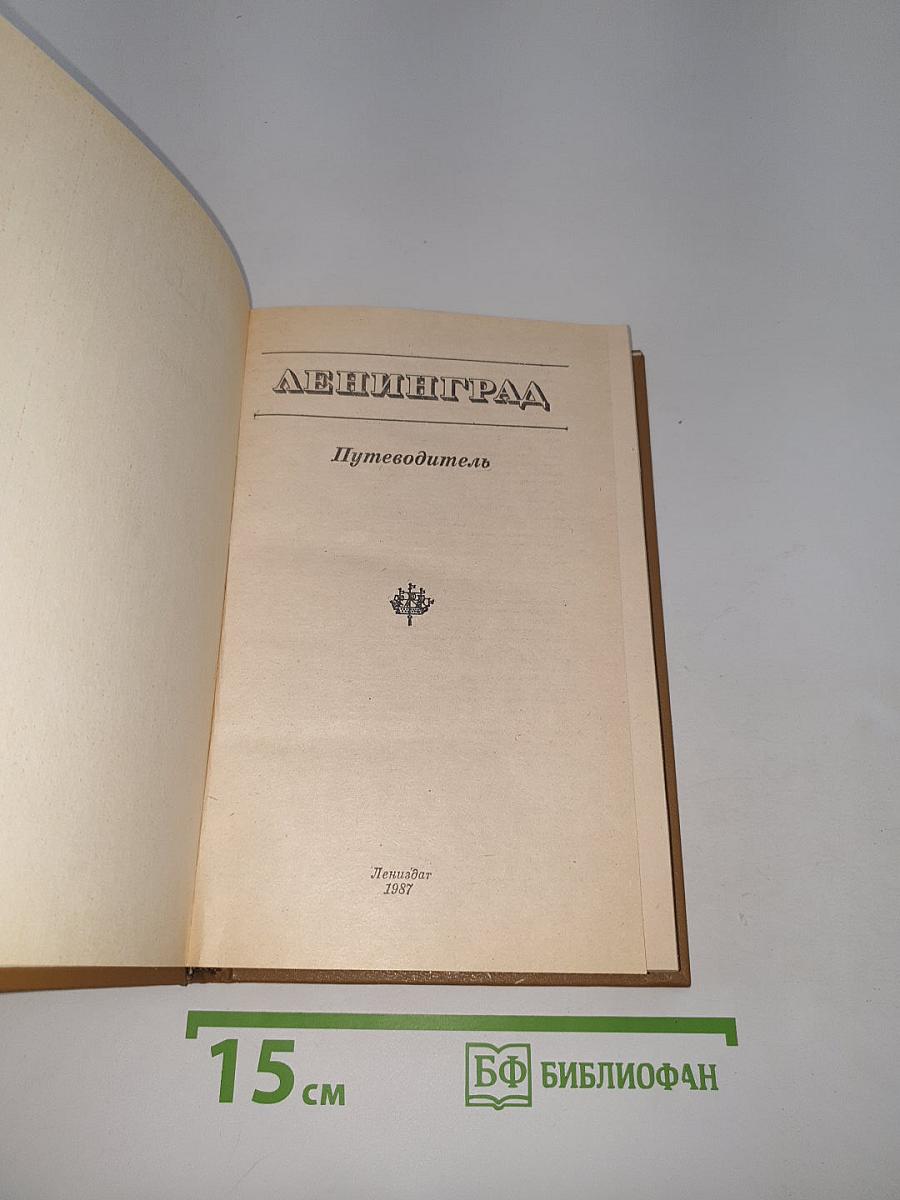 ЛЕНИНГРАД
Путеводитель
Лениздат
1987
15 см
БФ БИБЛИОФАН